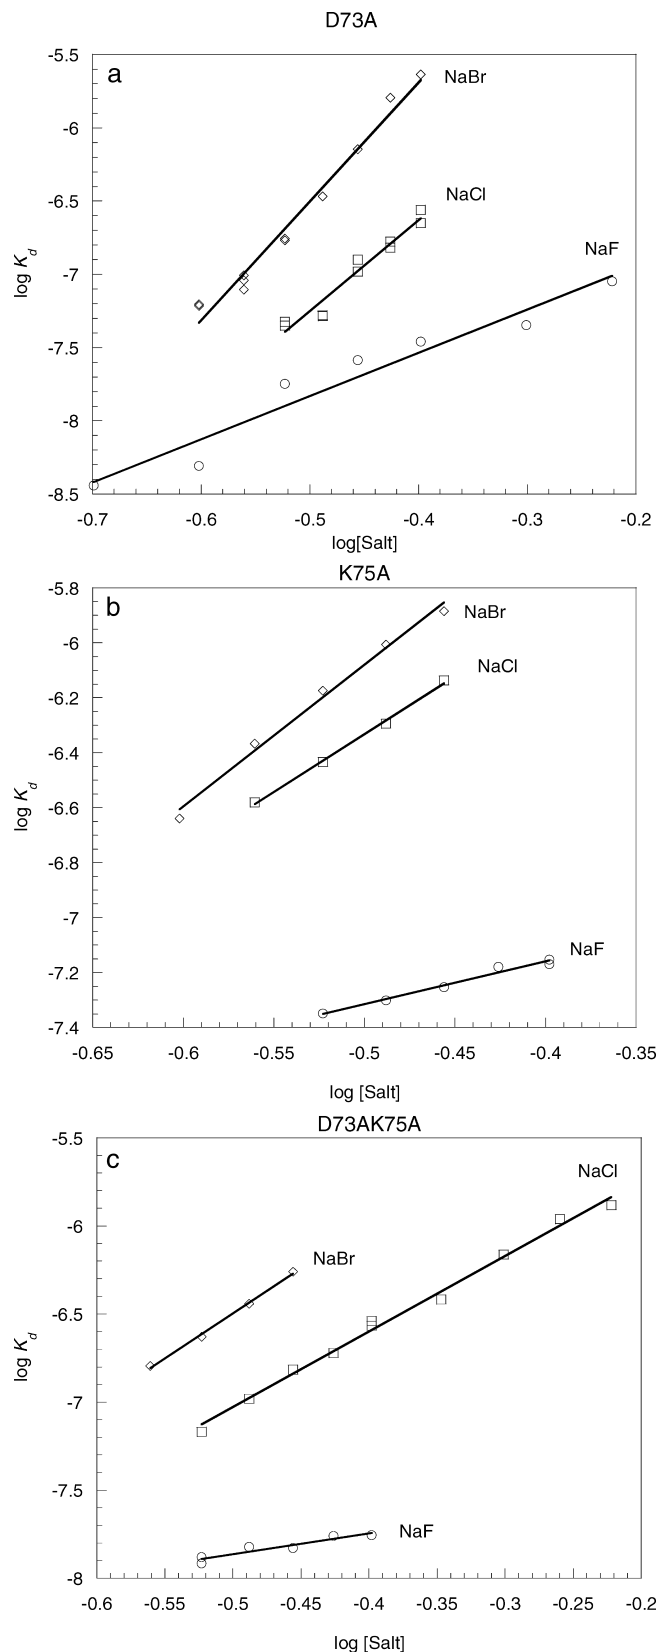 D73A
a
-5.5
NaBr
-6
-6.5
NaCl
log Kd
-7
NaF
-7.5
-8
-8.5
-0.7 -0.6 -0.5 -0.4 -0.3 -0.2
log[Salt]
K75A
-5.8
b
NaBr
-6
NaCl
-6.2
-6.4
log Kd
-6.6
-6.8
-7
NaF
-7.2
-7.4
-0.65 -0.6 -0.55 -0.5 -0.45 -0.4 -0.35
log [Salt]
D73AK75A
-5.5
c
NaCl
-6
NaBr
-6.5
log Kd
-7
-7.5
NaF
-8
-0.6 -0.55 -0.5 -0.45 -0.4 -0.35 -0.3 -0.25 -0.2
log [Salt]